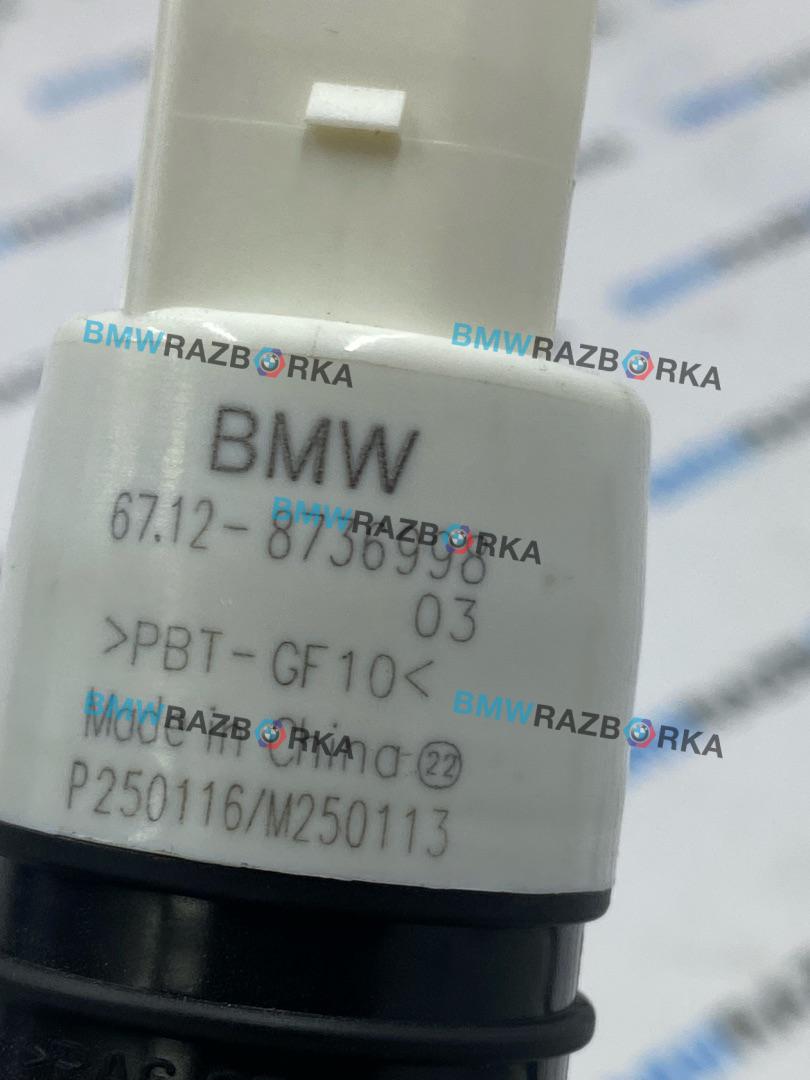 BMWRAZBORKA BMWRAZBORKA
BMW
67.12-8736998
BMWRAZBORKA
03
>PBT-GF10<
BMWRAZBORKA BMWRAZBORKA
Made in China 22
P250116/M250113